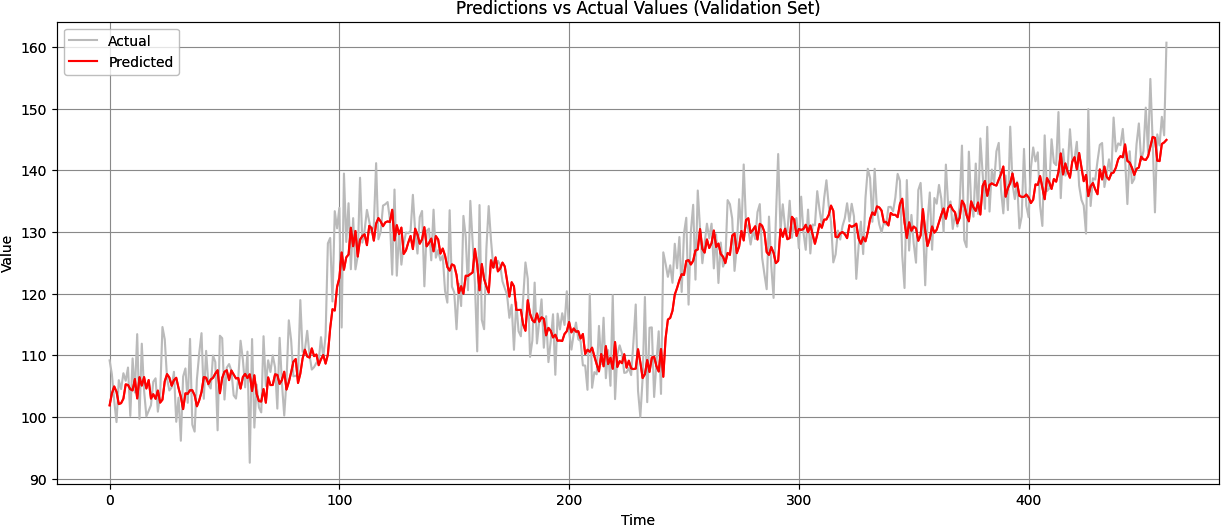 Predictions vs Actual Values (Validation Set)
Actual
Predicted
160
150
140
130
120
110
100
90
Value
0 100 200 300 400
Time